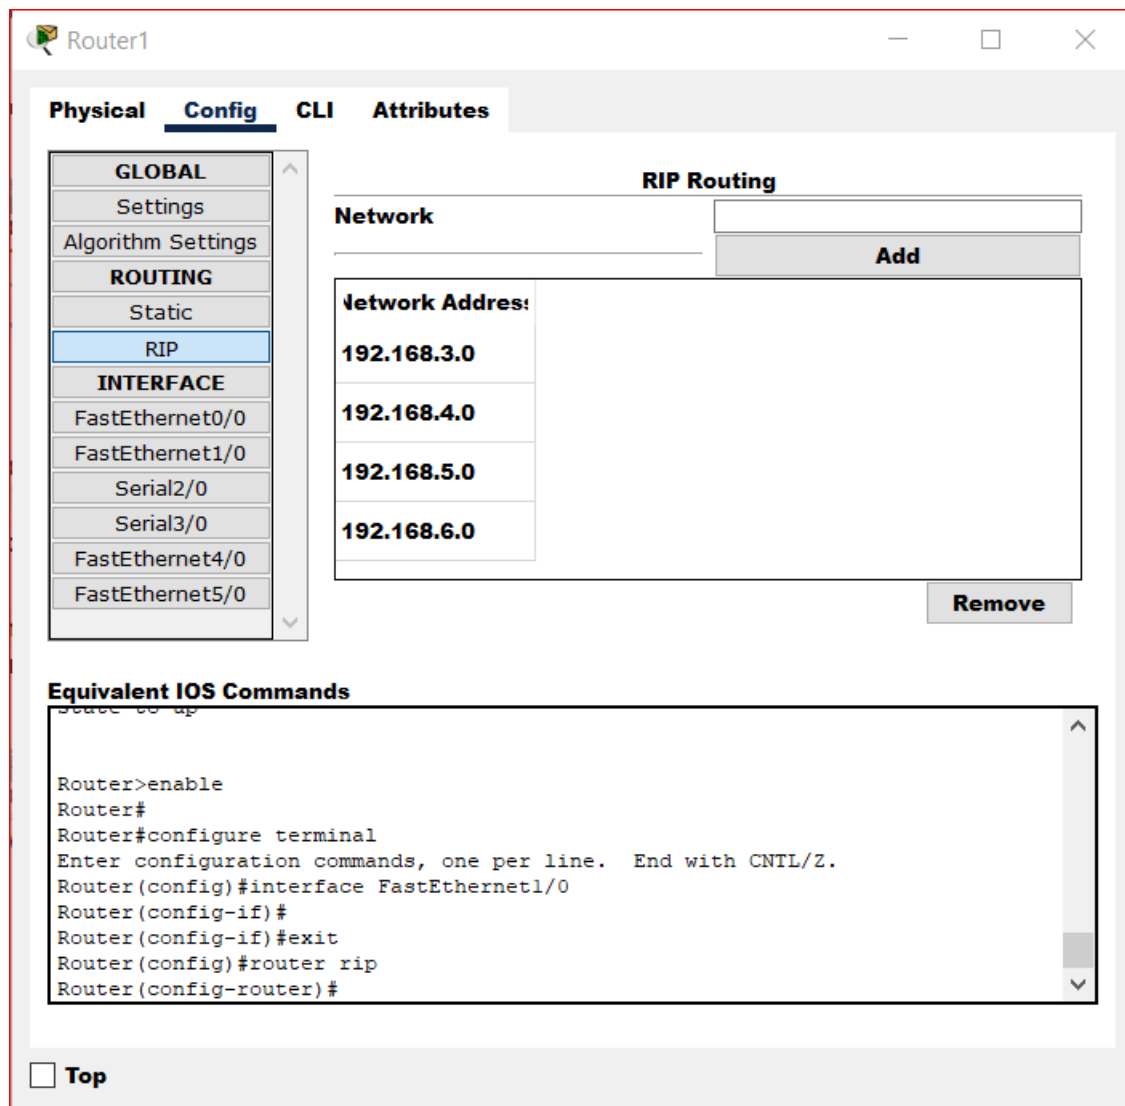 Router1
Physical Config CLI Attributes
GLOBAL
Settings
Algorithm Settings
ROUTING
Static
RIP
INTERFACE
FastEthernet0/0
FastEthernet1/0
Serial2/0
Serial3/0
FastEthernet4/0
FastEthernet5/0
RIP Routing
Network
Add
Network Address
192.168.3.0
192.168.4.0
192.168.5.0
192.168.6.0
Remove
Equivalent IOS Commands
state to up
Router>enable
Router#
Router#configure terminal
Enter configuration commands, one per line.  End with CNTL/Z.
Router(config)#interface FastEthernet1/0
Router(config-if)#
Router(config-if)#exit
Router(config)#router rip
Router(config-router)#
Top